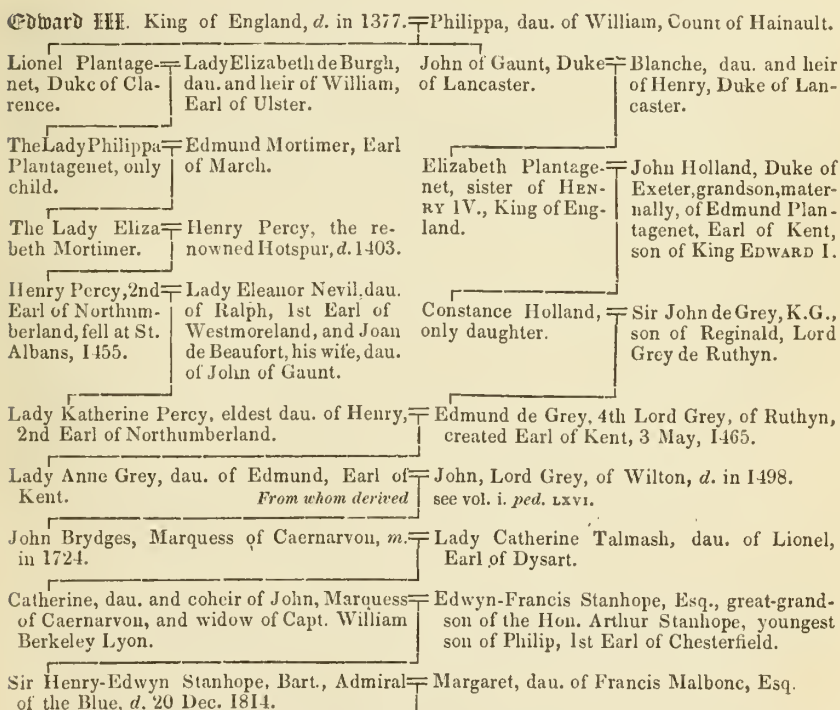 Edward III. King of England, d. in 1377.=Philippa, dau. of William, Count of Hainault.
Lionel Plantage-
net, Duke of Cla-
rence.
Lady Elizabeth de Burgh,
dau. and heir of William,
Earl of Ulster.
John of Gaunt, Duke
of Lancaster.
Blanche, dau. and heir
of Henry, Duke of Lan-
caster.
The Lady Philippa
Plantagenet, only
child.
Edmund Mortimer, Earl
of March.
Elizabeth Plantage-
net, sister of HEN-
RY IV., King of Eng-
land.
John Holland, Duke of
Exeter, grandson, mater-
nally, of Edmund Plan-
tagenet, Earl of Kent,
son of King EDWARD I.
The Lady Eliza
beth Mortimer.
Henry Percy, the re-
nowned Hotspur, d. 1403.
Henry Percy, 2nd
Earl of Northum-
berland, fell at St.
Albans, 1455.
Lady Eleanor Nevil, dau.
of Ralph, 1st Earl of
Westmoreland, and Joan
de Beaufort, his wife, dau.
of John of Gaunt.
Constance Holland,
only daughter.
Sir John de Grey, K.G.,
son of Reginald, Lord
Grey de Ruthyn.
Lady Katherine Percy, eldest dau. of Henry,
2nd Earl of Northumberland.
Edmund de Grey, 4th Lord Grey, of Ruthyn,
created Earl of Kent, 3 May, 1465.
Lady Anne Grey, dau. of Edmund, Earl of
Kent. From whom derived
John, Lord Grey, of Wilton, d. in 1498.
see vol. i. ped. LXVI.
John Brydges, Marquess of Caernarvon, m.
in 1724.
Lady Catherine Talmash, dau. of Lionel,
Earl of Dysart.
Catherine, dau. and coheir of John, Marquess
of Caernarvon, and widow of Capt. William
Berkeley Lyon.
Edwyn-Francis Stanhope, Esq., great-grand-
son of the Hon. Arthur Stanhope, youngest
son of Philip, 1st Earl of Chesterfield.
Sir Henry-Edwyn Stanhope, Bart., Admiral
of the Blue, d. 20 Dec. 1814.
Margaret, dau. of Francis Malbone, Esq.